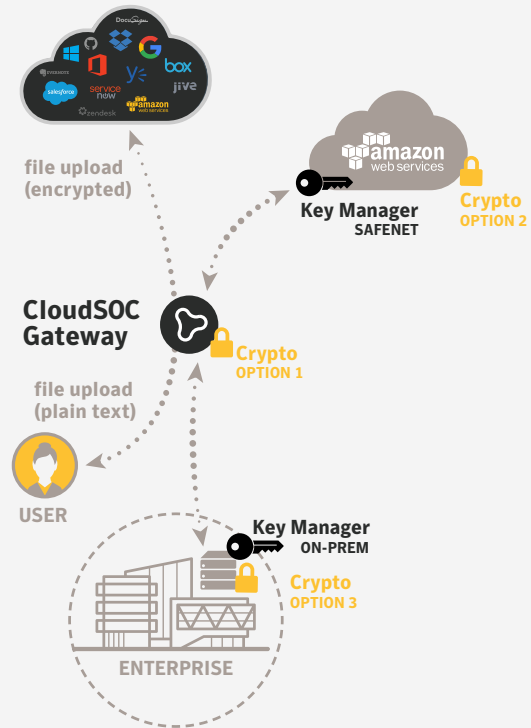 DocuSign
Google
box
EVERNOTE
jive
salesforce
service
now
zendesk
amazon
web services
file upload
(encrypted)
amazon
web services
Key Manager
SAFENET
Crypto
OPTION 2
CloudSOC
Gateway
Crypto
OPTION 1
file upload
(plain text)
USER
Key Manager
ON-PREM
Crypto
OPTION 3
ENTERPRISE